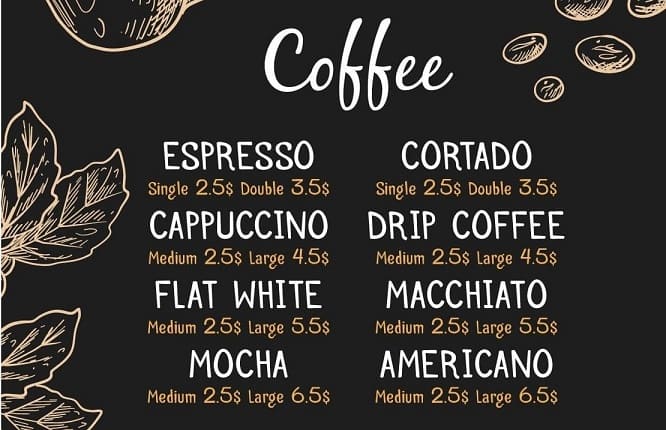 Coffee
ESPRESSO
Single 2.5$ Double 3.5$
CAPPUCCINO
Medium 2.5$ Large 4.5$
FLAT WHITE
Medium 2.5$ Large 5.5$
MOCHA
Medium 2.5$ Large 6.5$
CORTADO
Single 2.5$ Double 3.5$
DRIP COFFEE
Medium 2.5$ Large 4.5$
MACCHIATO
Medium 2.5$ Large 5.5$
AMERICANO
Medium 2.5$ Large 6.5$